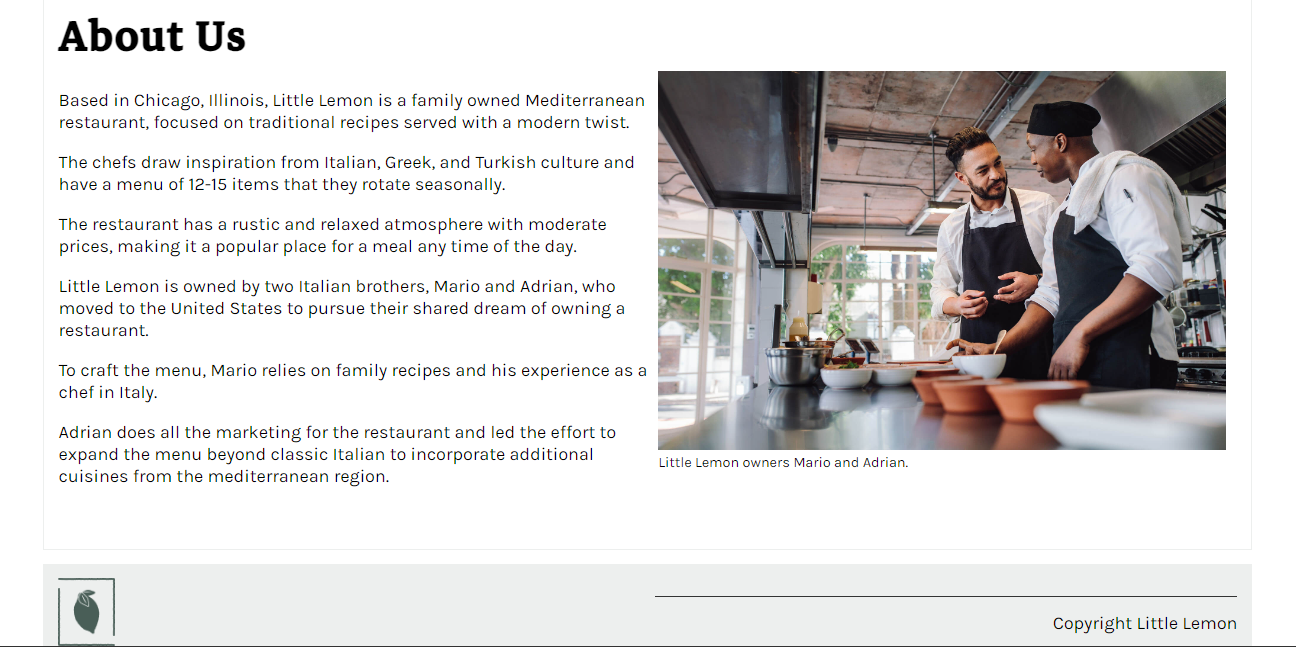 About Us
Based in Chicago, Illinois, Little Lemon is a family owned Mediterranean
restaurant, focused on traditional recipes served with a modern twist.
The chefs draw inspiration from Italian, Greek, and Turkish culture and
have a menu of 12-15 items that they rotate seasonally.
The restaurant has a rustic and relaxed atmosphere with moderate
prices, making it a popular place for a meal any time of the day.
Little Lemon is owned by two Italian brothers, Mario and Adrian, who
moved to the United States to pursue their shared dream of owning a
restaurant.
To craft the menu, Mario relies on family recipes and his experience as a
chef in Italy.
Adrian does all the marketing for the restaurant and led the effort to
expand the menu beyond classic Italian to incorporate additional
cuisines from the mediterranean region.
Little Lemon owners Mario and Adrian.
Copyright Little Lemon